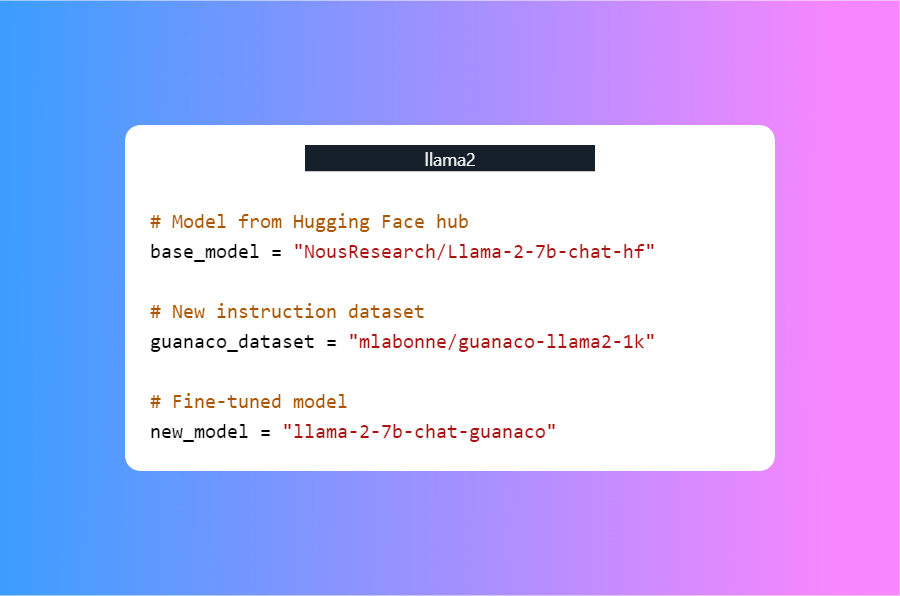 llama2
# Model from Hugging Face hub
base_model = "NousResearch/Llama-2-7b-chat-hf"
# New instruction dataset
guanaco_dataset = "mlabonne/guanaco-llama2-1k"
# Fine-tuned model
new_model = "llama-2-7b-chat-guanaco"